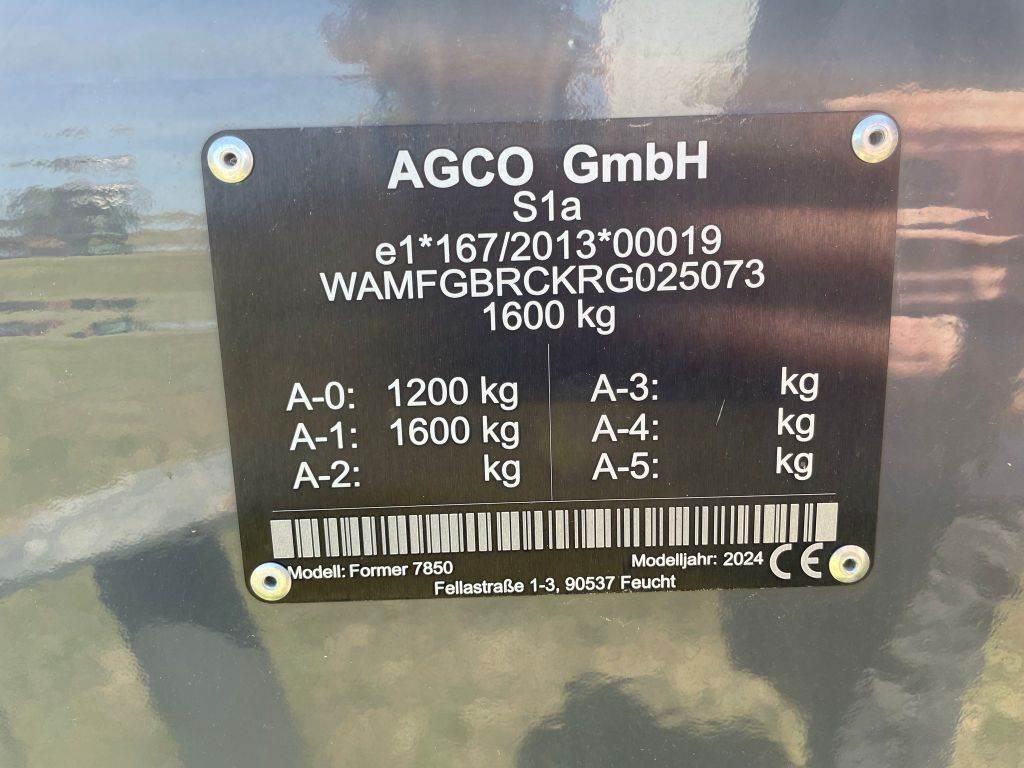 AGCO GmbH
S1a
e1*167/2013*00019
WAMFGBRCKRG025073
1600 kg
A-0: 1200 kg
A-1: 1600 kg
A-2: kg
A-3: kg
A-4: kg
A-5: kg
Modell: Former 7850
Modelljahr: 2024 CE
Fellastraße 1-3, 90537 Feucht